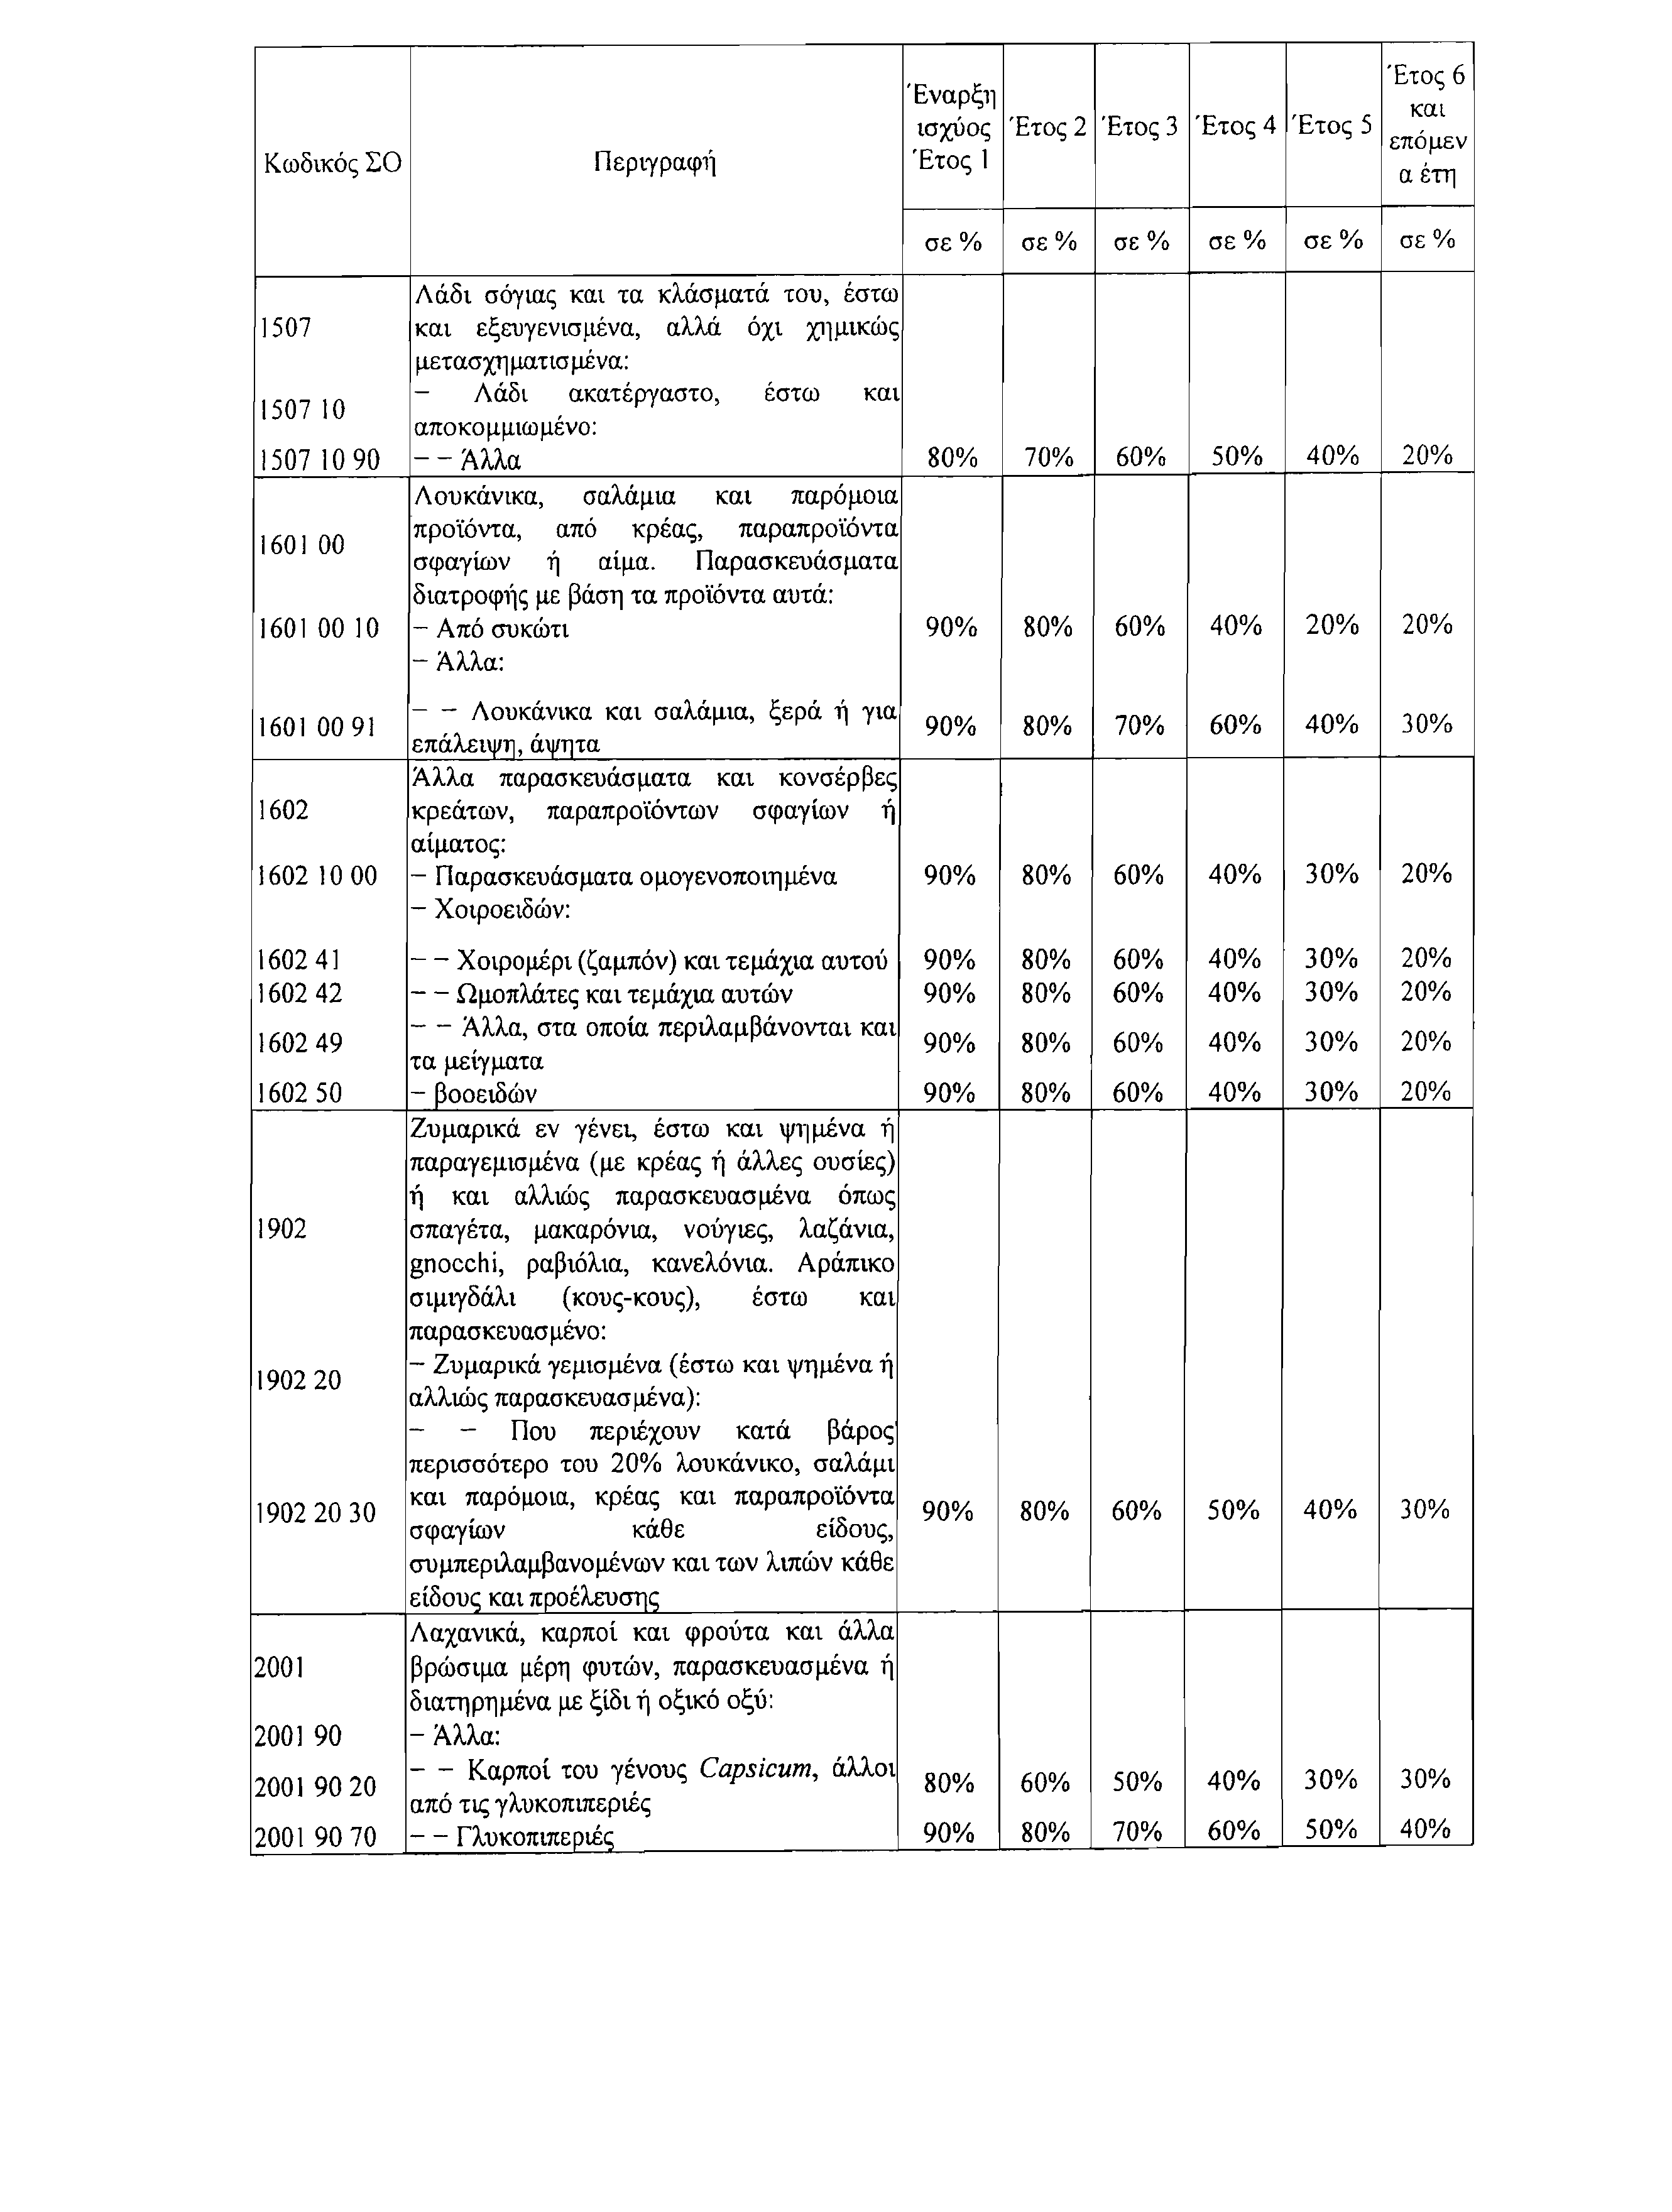 Κωδικός ΣΟ
Περιγραφή
Έναρξη
ισχύος
Έτος 1
Έτος 2
Έτος 3
Έτος 4
Έτος 5
Έτος 6
και
επόμεν
α έτη
σε % σε % σε % σε % σε % σε %
1507
Λάδι σόγιας και τα κλάσματά του, έστω
και εξευγενισμένα, αλλά όχι χημικώς
μετασχηματισμένα:
1507 10
– Λάδι ακατέργαστο, έστω και
αποκομμιωμένο:
1507 10 90 – – Άλλα 80% 70% 60% 50% 40% 20%
1601 00
Λουκάνικα, σαλάμια και παρόμοια
προϊόντα, από κρέας, παραπροϊόντα
σφαγίων ή αίμα. Παρασκευάσματα
διατροφής με βάση τα προϊόντα αυτά:
1601 00 10 – Από συκώτι 90% 80% 60% 40% 20% 20%
– Άλλα:
1601 00 91 – – Λουκάνικα και σαλάμια, ξερά ή για 90% 80% 70% 60% 40% 30%
επάλειψη, άψητα
1602
Άλλα παρασκευάσματα και κονσέρβες
κρεάτων, παραπροϊόντων σφαγίων ή
αίματος:
1602 10 00 – Παρασκευάσματα ομογενοποιημένα 90% 80% 60% 40% 30% 20%
– Χοιροειδών:
1602 41 – – Χοιρομέρι (ζαμπόν) και τεμάχια αυτού 90% 80% 60% 40% 30% 20%
1602 42 – – Ωμοπλάτες και τεμάχια αυτών 90% 80% 60% 40% 30% 20%
1602 49 – – Άλλα, στα οποία περιλαμβάνονται και 90% 80% 60% 40% 30% 20%
τα μείγματα
1602 50 – βοοειδών 90% 80% 60% 40% 30% 20%
1902
Ζυμαρικά εν γένει, έστω και ψημένα ή
παραγεμισμένα (με κρέας ή άλλες ουσίες)
ή και αλλιώς παρασκευασμένα όπως
σπαγέτα, μακαρόνια, νούγιες, λαζάνια,
gnocchi, ραβιόλια, κανελόνια. Αράπικο
σιμιγδάλι (κους-κους), έστω και
παρασκευασμένο:
1902 20
– Ζυμαρικά γεμισμένα (έστω και ψημένα ή
αλλιώς παρασκευασμένα):
1902 20 30
– – Που περιέχουν κατά βάρος
περισσότερο του 20% λουκάνικο, σαλάμι
και παρόμοια, κρέας και παραπροϊόντα 90% 80% 60% 50% 40% 30%
σφαγίων κάθε είδους,
συμπεριλαμβανομένων και των λιπών κάθε
είδους και προέλευσης
2001
Λαχανικά, καρποί και φρούτα και άλλα
βρώσιμα μέρη φυτών, παρασκευασμένα ή
διατηρημένα με ξίδι ή οξικό οξύ:
2001 90 – Άλλα:
2001 90 20 – – Καρποί του γένους Capsicum, άλλοι 80% 60% 50% 40% 30% 30%
από τις γλυκοπιπεριές
2001 90 70 – – Γλυκοπιπεριές 90% 80% 70% 60% 50% 40%